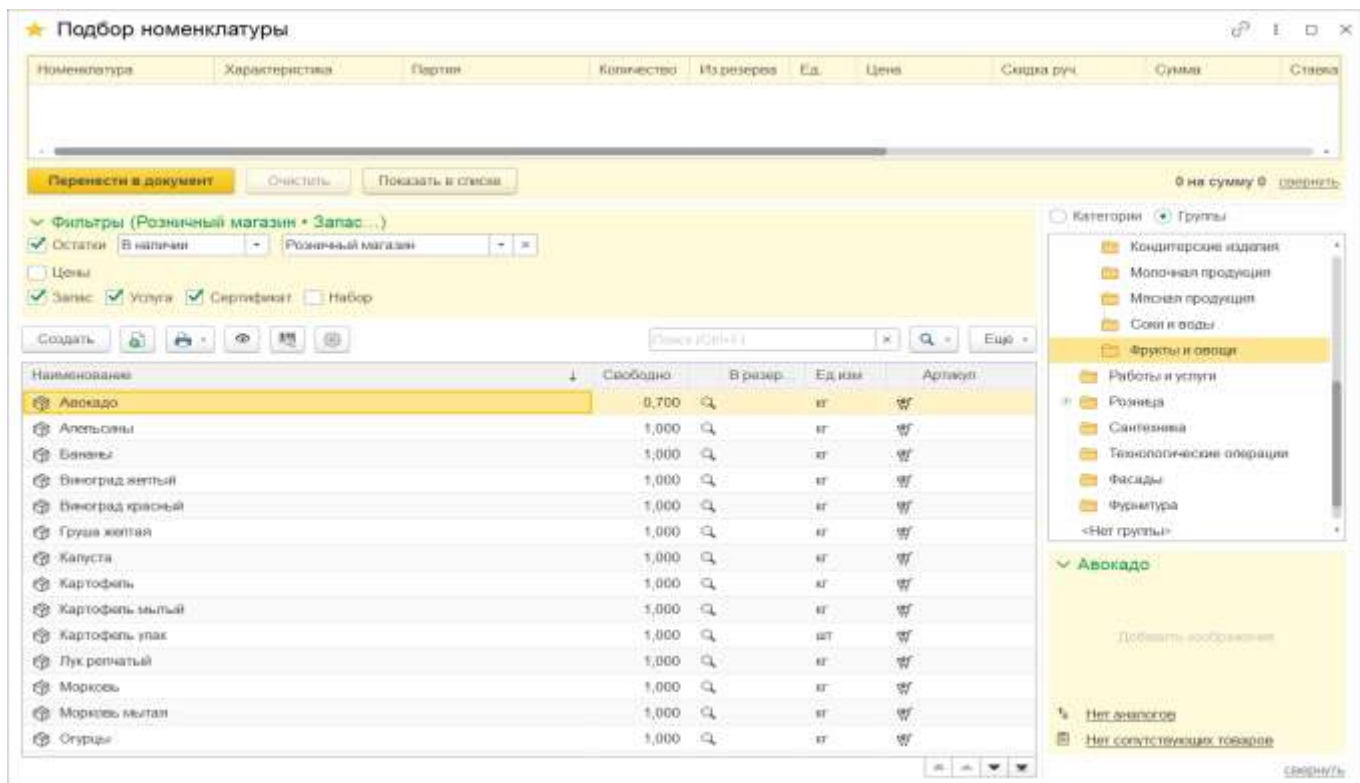 Подбор номенклатуры
Номенклатура Характеристика Партия Количество Из резерва Ед. Цена Скидка руч. Сумма Ставка
Перенести в документ Очистить Показать в списке 0 на сумму 0 свернуть
Фильтры (Розничный магазин • Запас...) Категории Группы
Остатки В наличии Розничный магазин
Цены
Запас Услуга Сертификат Набор
Создать Поиск (Ctrl+F) Ещё
Наименование ↓ Свободно В резер... Ед.изм Артикул
Авокадо 0,700 кг
Апельсины 1,000 кг
Бананы 1,000 кг
Виноград желтый 1,000 кг
Виноград красный 1,000 кг
Груша желтая 1,000 кг
Капуста 1,000 кг
Картофель 1,000 кг
Картофель мытый 1,000 кг
Картофель упак 1,000 шт
Лук репчатый 1,000 кг
Морковь 1,000 кг
Морковь мытая 1,000 кг
Огурцы 1,000 кг
Кондитерские изделия
Молочная продукция
Мясная продукция
Соки и воды
Фрукты и овощи
Работы и услуги
Розница
Сантехника
Технологические операции
Фасады
Фурнитура
<Нет группы>
Авокадо
Добавить изображение
Нет аналогов
Нет сопутствующих товаров
свернуть